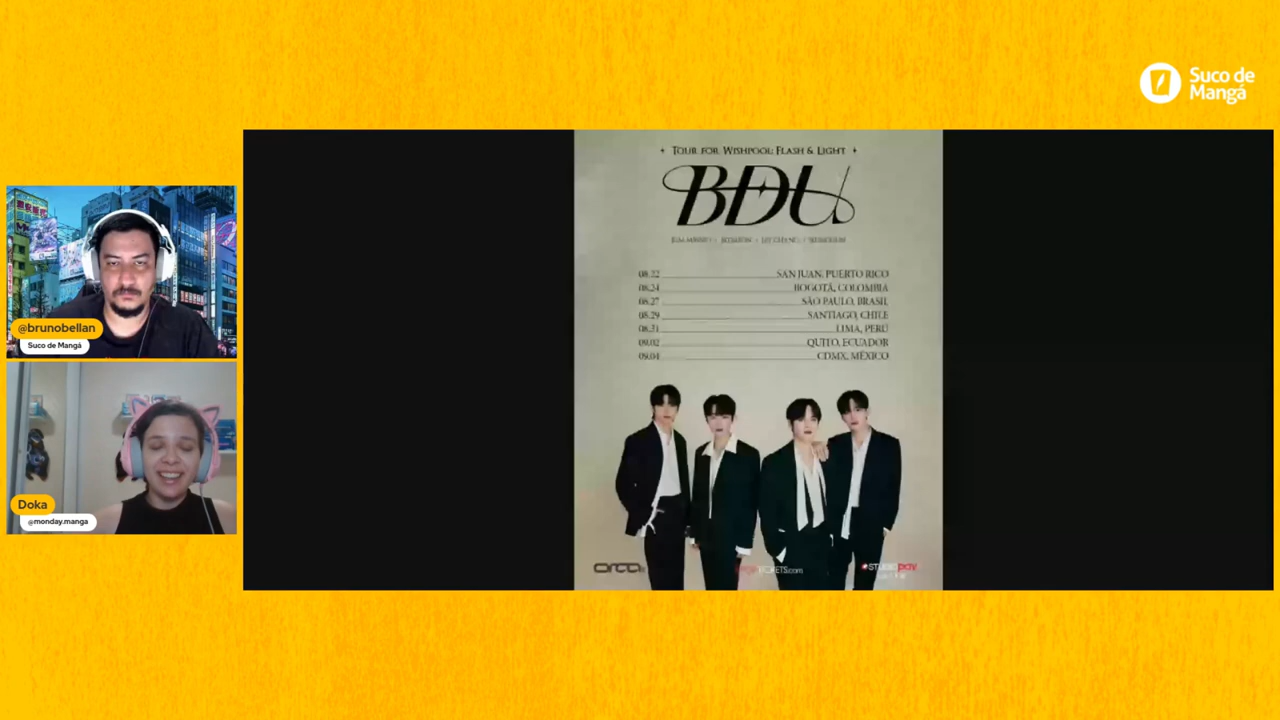 Suco de
Mangá
@brunobellan
Suco de Mangá
Doka
@monday.manga
TOUR FOR WISHPOOL: FLASH & LIGHT
BDU
08.22 SAN JUAN, PUERTO RICO
08.24 BOGOTÁ, COLOMBIA
08.27 SÃO PAULO, BRASIL
08.29 SANTIAGO, CHILE
08.31 LIMA, PERÚ
09.02 QUITO, ECUADOR
09.04 CDMX, MÉXICO
STUDIO PAV